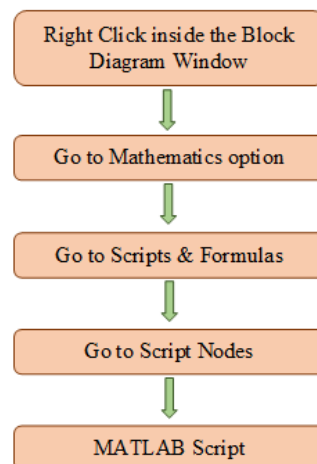 Right Click inside the Block
Diagram Window
Go to Mathematics option
Go to Scripts & Formulas
Go to Script Nodes
MATLAB Script